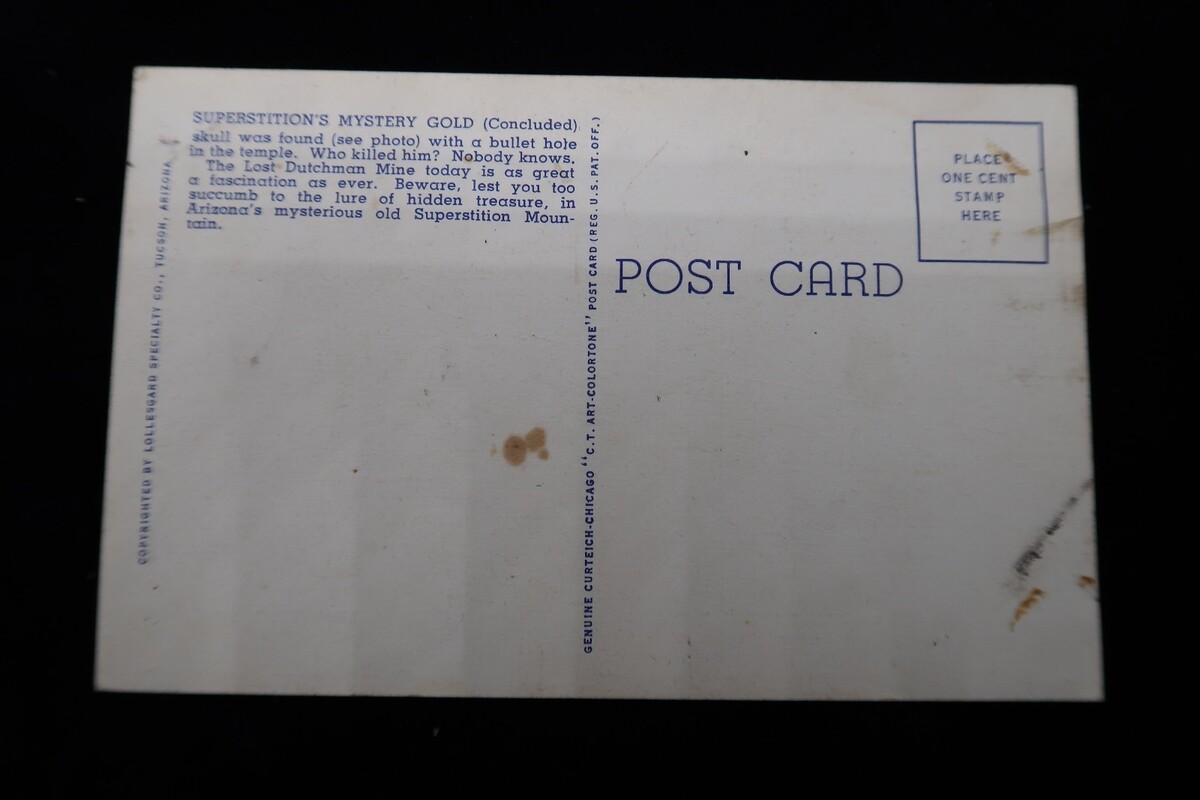 SUPERSTITION'S MYSTERY GOLD (Concluded)
skull was found (see photo) with a bullet hole
in the temple. Who killed him? Nobody knows.
The Lost Dutchman Mine today is as great
a fascination as ever. Beware, lest you too
succumb to the lure of hidden treasure, in
Arizona's mysterious old Superstition Moun-
tain.
COPYRIGHTED BY LOLLESGARD SPECIALTY CO., TUCSON, ARIZONA
GENUINE CURTEICH-CHICAGO "C.T. ART-COLORTONE" POST CARD (REG. U.S. PAT. OFF.)
POST CARD
PLACE
ONE CENT
STAMP
HERE